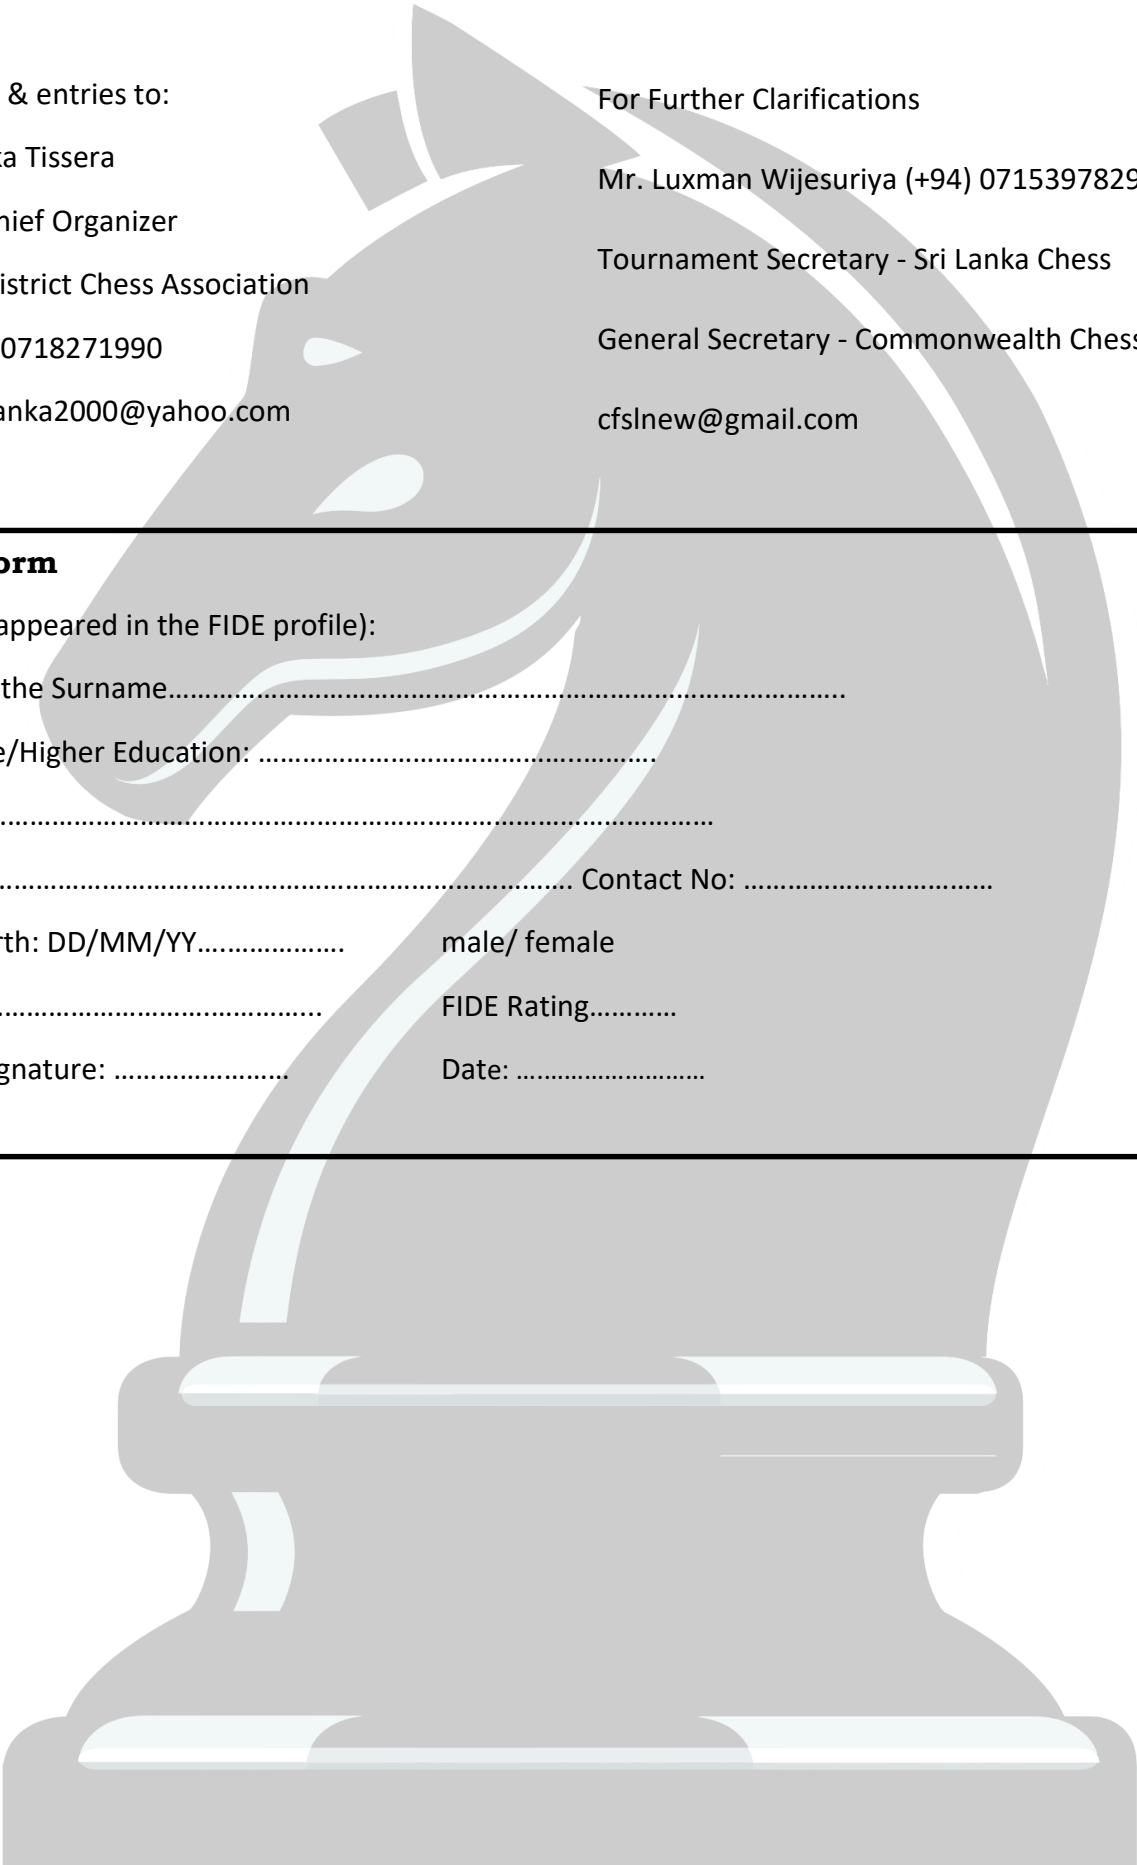 & entries to:
ka Tissera
hief Organizer
istrict Chess Association
0718271990
anka2000@yahoo.com
For Further Clarifications
Mr. Luxman Wijesuriya (+94) 0715397829
Tournament Secretary - Sri Lanka Chess
General Secretary - Commonwealth Chess
cfslnew@gmail.com
orm
appeared in the FIDE profile):
the Surname……………………………………………………………………………………..
e/Higher Education: ……………………………………..……….
………………………………………………………………………………………
……………………………………………………………………. Contact No: ……………….……………
rth: DD/MM/YY………………… male/ female
……………………….…………... FIDE Rating…………
gnature: …………………… Date: ………………………